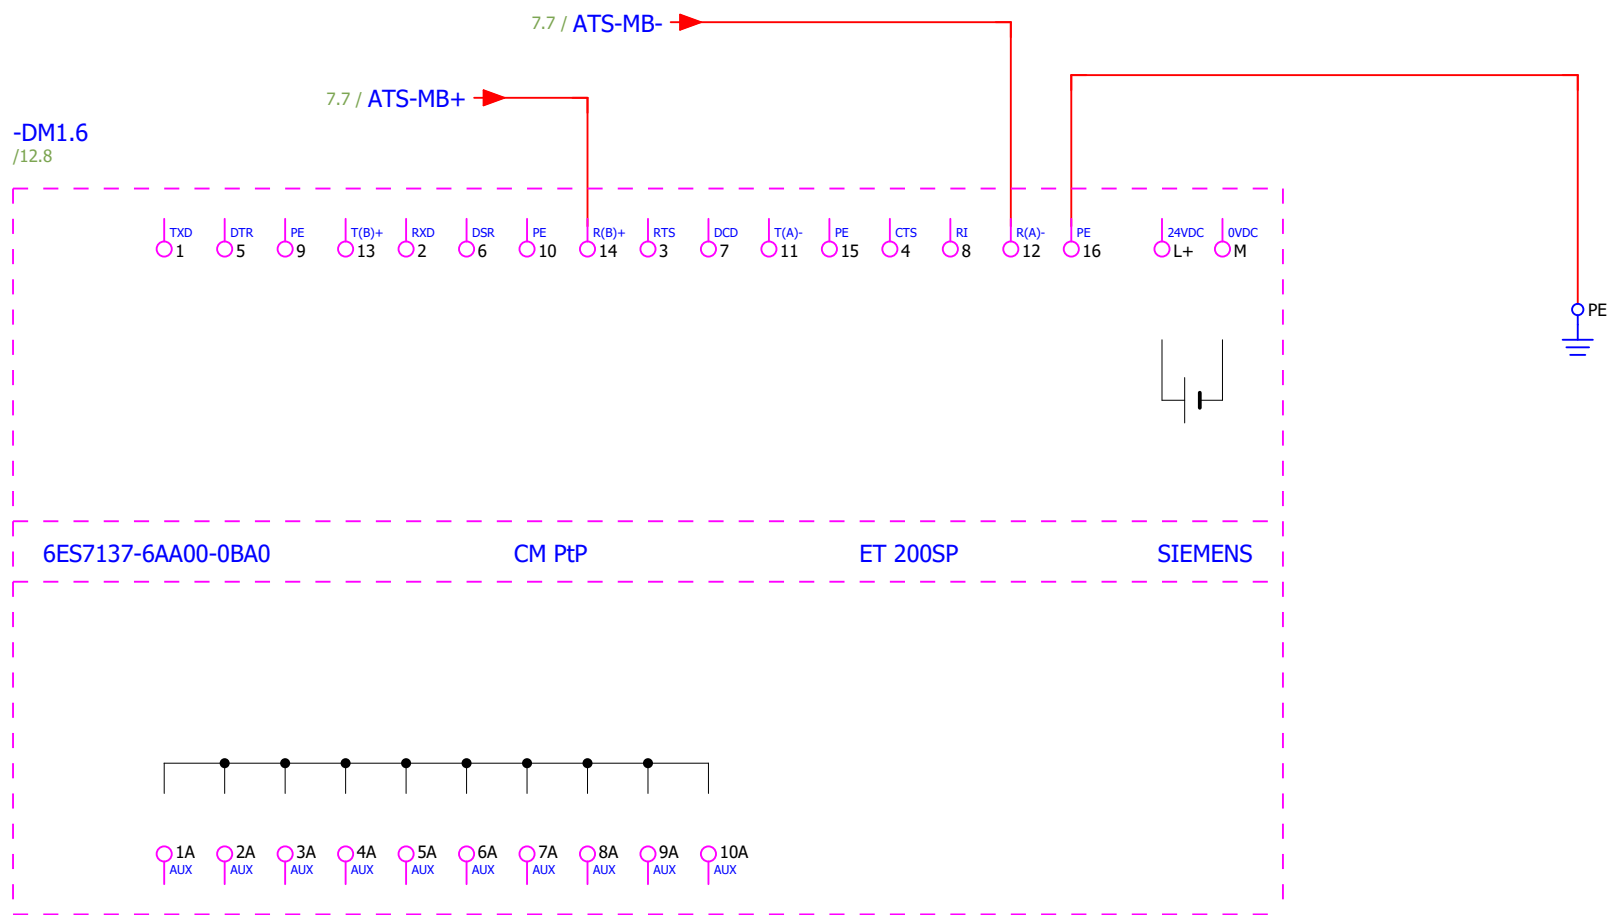 7.7 / ATS-MB-
7.7 / ATS-MB+
-DM1.6
/12.8
TXD DTR PE T(B)+ RXD DSR PE R(B)+ RTS DCD T(A)- PE CTS RI R(A)- PE 24VDC 0VDC
1 5 9 13 2 6 10 14 3 7 11 15 4 8 12 16 L+ M
PE
6ES7137-6AA00-0BA0 CM PtP ET 200SP SIEMENS
1A 2A 3A 4A 5A 6A 7A 8A 9A 10A
AUX AUX AUX AUX AUX AUX AUX AUX AUX AUX